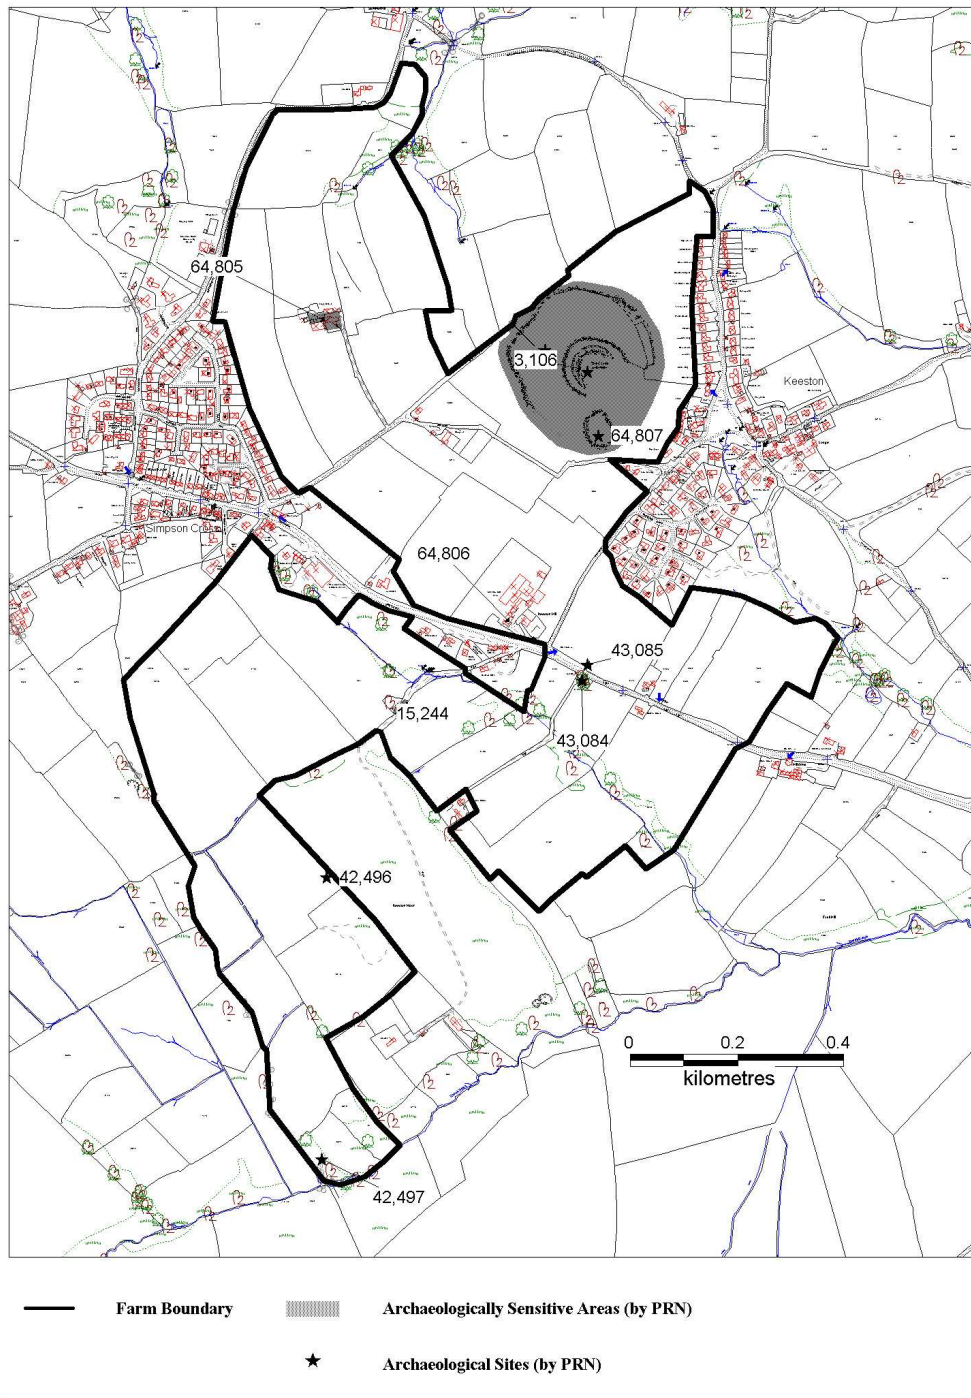 64,805
3,106
Keeston
64,807
Simpson Cross
64,806
43,085
15,244
43,084
42,496
0 0.2 0.4
kilometres
42,497
Farm Boundary
Archaeologically Sensitive Areas (by PRN)
Archaeological Sites (by PRN)